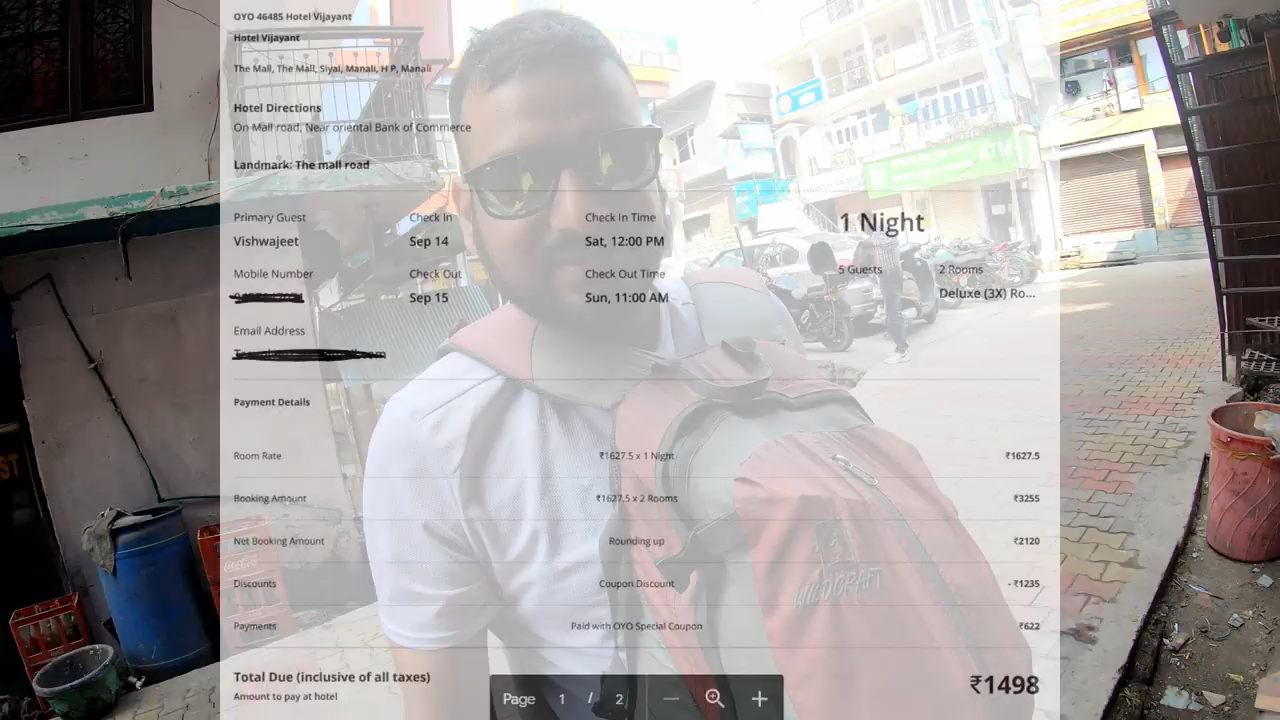 OYO 46485 Hotel Vijayant
Hotel Vijayant
The Mall, The Mall, Siyal, Manali, H P, Manali
Hotel Directions
On Mall road, Near oriental Bank of Commerce
Landmark: The mall road
Primary Guest Check In Check In Time 1 Night
Vishwajeet Sep 14 Sat, 12:00 PM
Mobile Number Check Out Check Out Time 5 Guests 2 Rooms
Sep 15 Sun, 11:00 AM Deluxe (3X) Ro...
Email Address
Payment Details
Room Rate ₹1627.5 x 1 Night ₹1627.5
Booking Amount ₹1627.5 x 2 Rooms ₹3255
Net Booking Amount Rounding up ₹2120
Discounts Coupon Discount - ₹1235
Payments Paid with OYO Special Coupon ₹622
Total Due (inclusive of all taxes) ₹1498
Amount to pay at hotel
Page 1 / 2
ATM
WILDCRAFT
ST